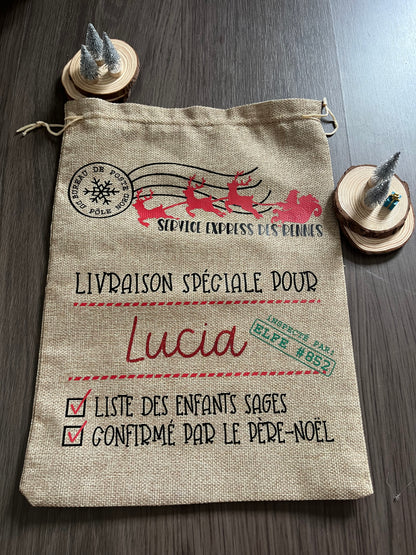 BUREAU DE POSTE DU PÔLE NORD
SERVICE EXPRESS DES RENNES
LIVRAISON SPÉCIALE POUR
Lucia
INSPECTÉ PAR:
ELFE #852
LISTE DES ENFANTS SAGES
CONFIRMÉ PAR LE PÈRE-NOËL